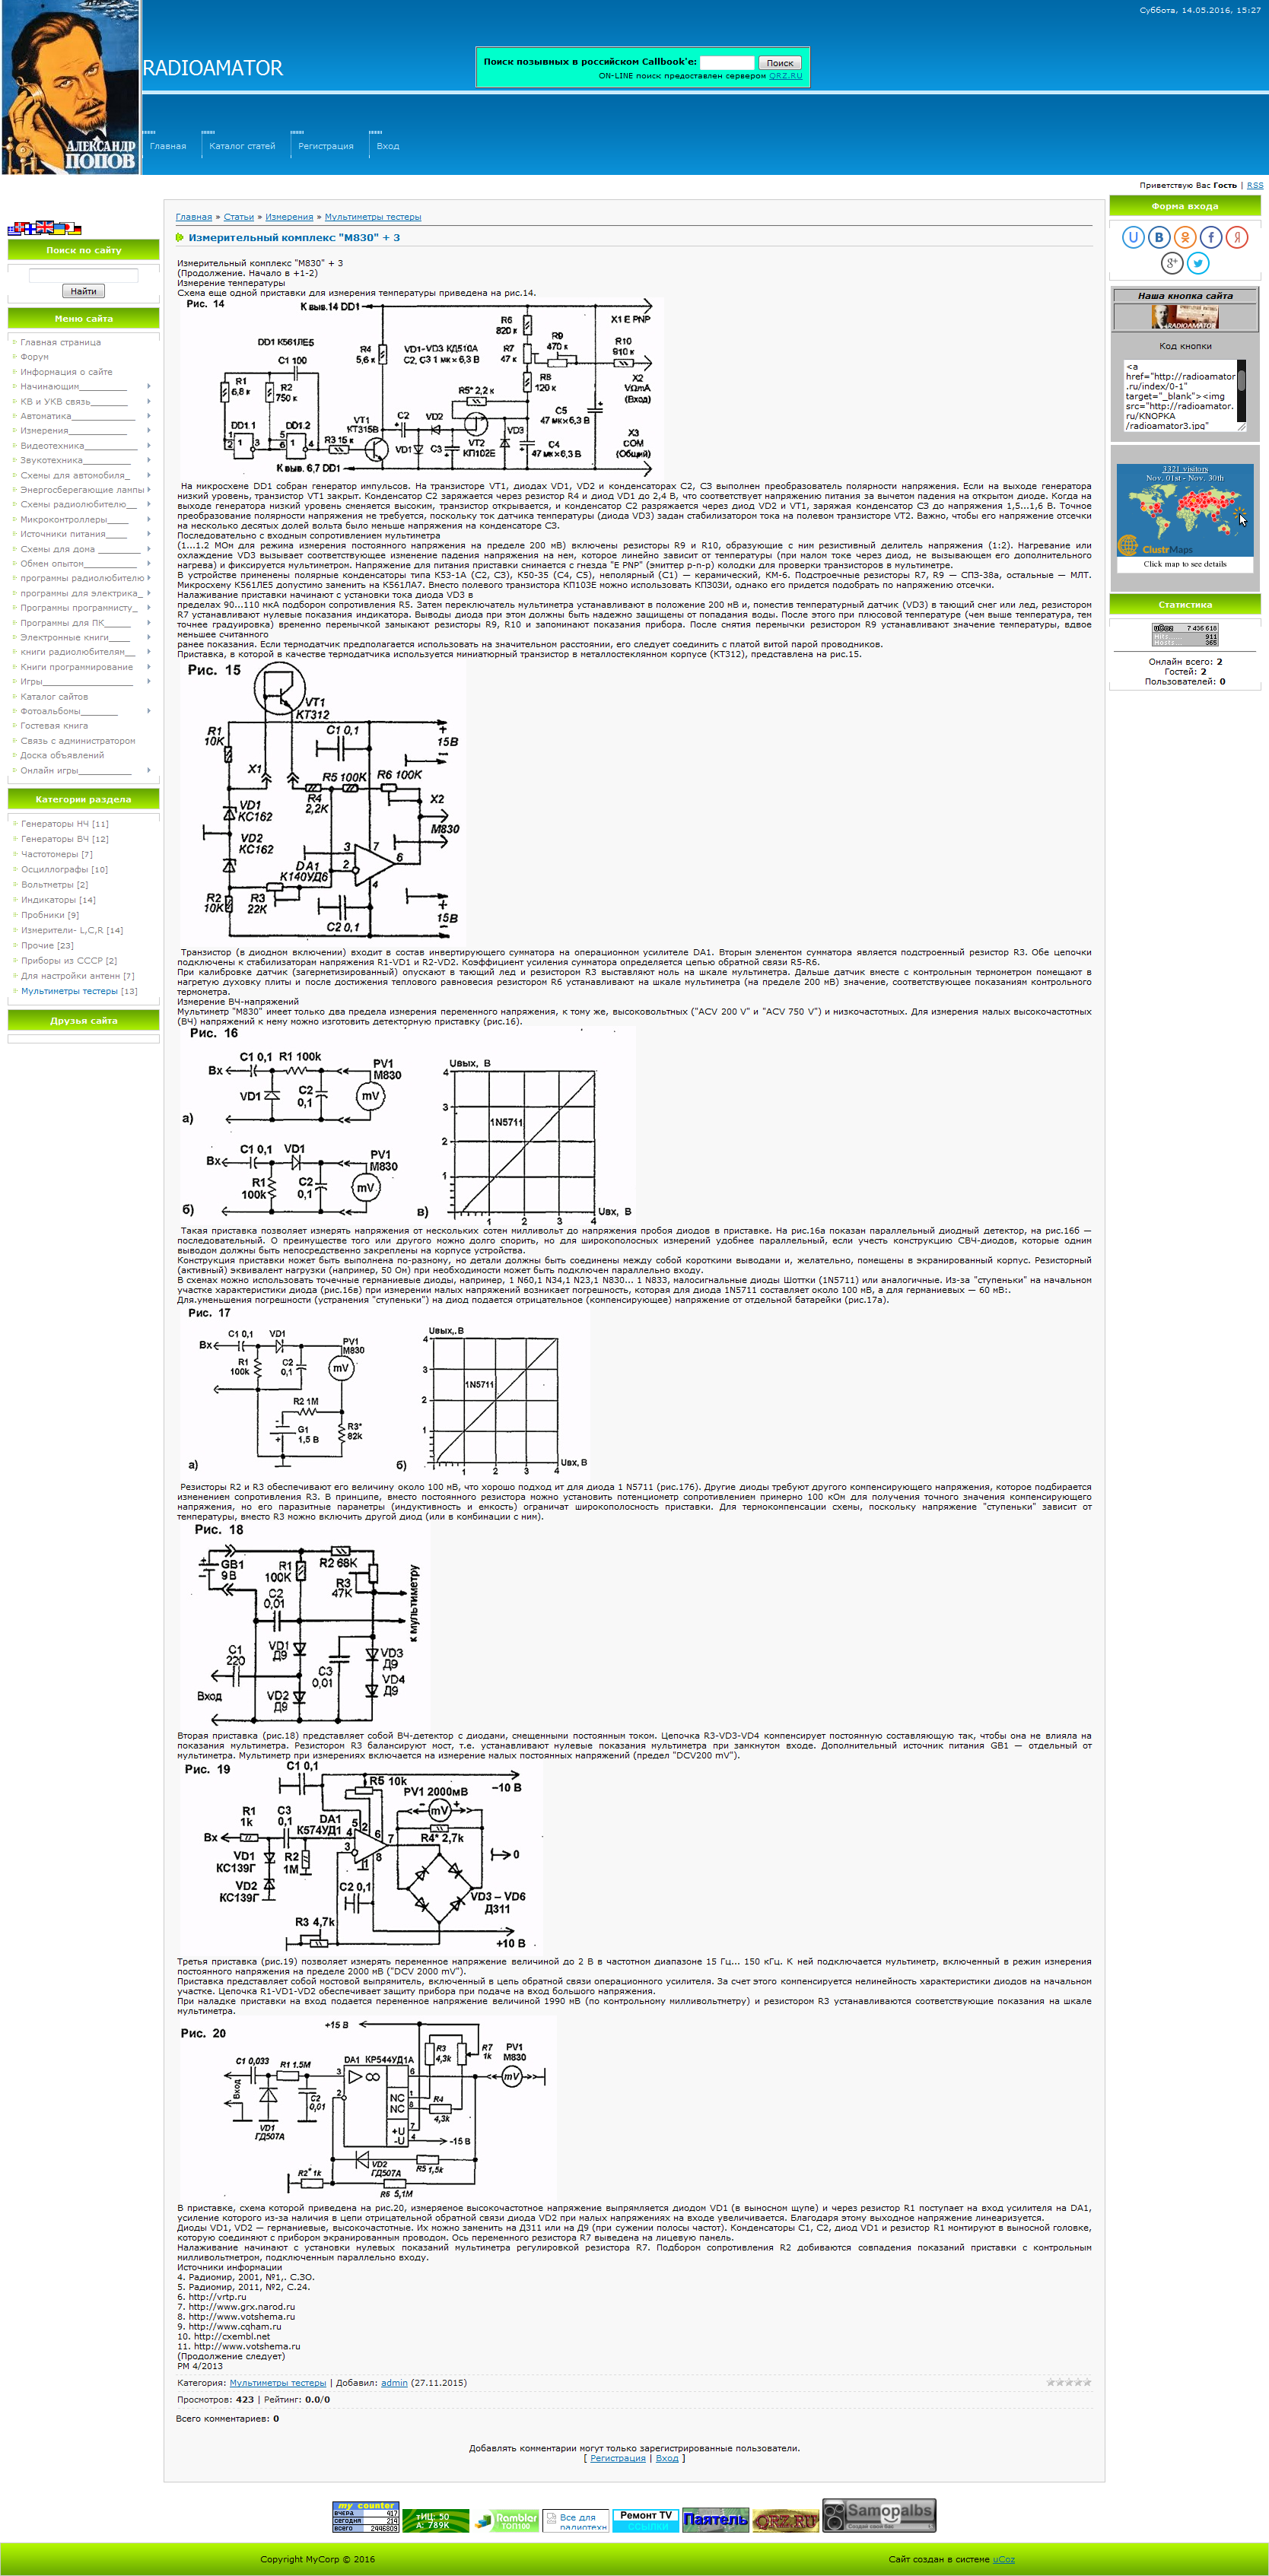 Суббота, 14.05.2016, 15:27
RADIOAMATOR
Поиск позывных в российском Callbook'е: Поиск
ON-LINE поиск предоставлен сервером QRZ.RU
АЛЕКСАНДР
ПОПОВ
Главная
Каталог статей
Регистрация
Вход
Приветствую Вас Гость | RSS
Поиск по сайту
Найти
Меню сайта
Главная страница
Форум
Информация о сайте
Начинающим_________
КВ и УКВ связь_______
Автоматика____________
Измерения___________
Видеотехника__________
Звукотехника_________
Схемы для автомобиля_
Энергосберегающие лампы
Схемы радиолюбителю__
Микроконтроллеры____
Источники питания____
Схемы для дома ________
Обмен опытом__________
программы радиолюбителю
программы для электрика_
Программы программисту_
Программы для ПК_____
Электронные книги____
книги радиолюбителям__
Книги программирование
Игры_________________
Каталог сайтов
Фотоальбомы_______
Гостевая книга
Связь с администратором
Доска объявлений
Онлайн игры__________
Категории раздела
Генераторы НЧ [11]
Генераторы ВЧ [12]
Частотомеры [7]
Осциллографы [10]
Вольтметры [2]
Индикаторы [14]
Пробники [9]
Измерители- L,C,R [14]
Прочие [23]
Приборы из СССР [2]
Для настройки антенн [7]
Мультиметры тестеры [13]
Друзья сайта
Главная » Статьи » Измерения » Мультиметры тестеры
Измерительный комплекс "М830" + 3
Измерительный комплекс "М830" + 3
(Продолжение. Начало в +1-2)
Измерение температуры
Схема еще одной приставки для измерения температуры приведена на рис.14.
Рис. 14
На микросхеме DD1 собран генератор импульсов. На транзисторе VT1, диодах VD1, VD2 и конденсаторах С2, СЗ выполнен преобразователь полярности напряжения. Если на выходе генератора
низкий уровень, транзистор VT1 закрыт. Конденсатор С2 заряжается через резистор R4 и диод VD1 до 2,4 В, что соответствует напряжению питания за вычетом падения на открытом диоде. Когда на
выходе генератора низкий уровень сменяется высоким, транзистор открывается, и конденсатор С2 разряжается через диод VD2 и VT1, заряжая конденсатор СЗ до напряжения 1,5...1,6 В. Точное
преобразование полярности напряжения не требуется, поскольку ток датчика температуры (диода VD3) задан стабилизатором тока на полевом транзисторе VT2. Важно, чтобы его напряжение отсечки
на несколько десятых долей вольта было меньше напряжения на конденсаторе СЗ.
Последовательно с входным сопротивлением мультиметра
(1...1.2 МОм для режима измерения постоянного напряжения на пределе 200 мВ) включены резисторы R9 и R10, образующие с ним резистивный делитель напряжения (1:2). Нагревание или
охлаждение VD3 вызывает соответствующее изменение падения напряжения на нем, которое линейно зависит от температуры (при малом токе через диод, не вызывающем его дополнительного
нагрева) и фиксируется мультиметром. Напряжение для питания приставки снимается с гнезда "Е PNP" (эмиттер р-n-р) колодки для проверки транзисторов в мультиметре.
В устройстве применены полярные конденсаторы типа К53-1А (С2, СЗ), К50-35 (С4, С5), неполярный (С1) — керамический, КМ-6. Подстроечные резисторы R7, R9 — СПЗ-38а, остальные — МЛТ.
Микросхему К561ЛЕ5 допустимо заменить на К561ЛА7. Вместо полевого транзистора КП103Е можно использовать КП303И, однако его придется подобрать по напряжению отсечки.
Налаживание приставки начинают с установки тока диода VD3 в
пределах 90...110 мкА подбором сопротивления R5. Затем переключатель мультиметра устанавливают в положение 200 мВ и, поместив температурный датчик (VD3) в тающий снег или лед, резистором
R7 устанавливают нулевые показания индикатора. Выводы диода при этом должны быть надежно защищены от попадания воды. После этого при комнатной температуре (чем выше температура, тем
точнее градуировка) временно перемычкой замыкают резисторы R9, R10 и запоминают показания прибора. После снятия перемычки резистором R9 устанавливают значение температуры, вдвое
меньшее считанного
ранее показания. Если термодатчик предполагается использовать на значительном расстоянии, его следует соединить с платой витой парой проводников.
Приставка, в которой в качестве термодатчика используется миниатюрный транзистор в металлостеклянном корпусе (КТ312), представлена на рис.15.
Рис. 15
Транзистор (в диодном включении) входит в состав инвертирующего сумматора на операционном усилителе DA1. Вторым элементом сумматора является подстроечный резистор R3. Обе цепочки
подключены к стабилизаторам напряжения R1-VD1 и R2-VD2. Коэффициент усиления сумматора определяется цепью обратной связи R5-R6.
При калибровке датчик (загерметизированный) опускают в тающий лед и резистором R3 выставляют ноль на шкале мультиметра. Дальше датчик вместе с контрольным термометром помещают в
нагретую духовку плиты и после достижения теплового равновесия резистором R6 устанавливают на шкале мультиметра (на пределе 200 мВ) значение, соответствующее показаниям контрольного
термометра.
Измерение ВЧ-напряжений
Мультиметр "М830" имеет только два предела измерения переменного напряжения, к тому же, высоковольтных ("ACV 200 V" и "ACV 750 V") и низкочастотных. Для измерения малых высокочастотных
(ВЧ) напряжений к нему можно изготовить детекторную приставку (рис.16).
Рис. 16
Такая приставка позволяет измерять напряжения от нескольких сотен милливольт до напряжения пробоя диодов в приставке. На рис.16а показан параллельный диодный детектор, на рис.16б —
последовательный. О преимуществе того или другого можно долго спорить, но для широкополосных измерений удобнее параллельный, если учесть конструкцию СВЧ-диодов, которые одним
выводом должны быть непосредственно закреплены на корпусе устройства.
Конструкция приставки может быть выполнена по-разному, но детали должны быть соединены между собой короткими выводами и, желательно, помещены в экранированный корпус. Резисторный
(активный) эквивалент нагрузки (например, 50 Ом) при необходимости может быть подключен параллельно входу.
В схемах можно использовать точечные германиевые диоды, например, 1 N60,1 N34,1 N23,1 N830... 1 N833, малосигнальные диоды Шоттки (1N5711) или аналогичные. Из-за "ступеньки" на начальном
участке характеристики диода (рис.16в) при измерении малых напряжений возникает погрешность, которая для диода 1N5711 составляет около 100 мВ, а для германиевых — 60 мВ:.
Для.уменьшения погрешности (устранения "ступеньки") на диод подается отрицательное (компенсирующее) напряжение от отдельной батарейки (рис.17а).
Рис. 17
Резисторы R2 и R3 обеспечивают его величину около 100 мВ, что хорошо подход ит для диода 1 N5711 (рис.176). Другие диоды требуют другого компенсирующего напряжения, которое подбирается
изменением сопротивления R3. В принципе, вместо постоянного резистора можно установить потенциометр сопротивлением примерно 100 кОм для получения точного значения компенсирующего
напряжения, но его паразитные параметры (индуктивность и емкость) ограничат широкополосность приставки. Для термокомпенсации схемы, поскольку напряжение "ступеньки" зависит от
температуры, вместо R3 можно включить другой диод (или в комбинации с ним).
Рис. 18
Вторая приставка (рис.18) представляет собой ВЧ-детектор с диодами, смещенными постоянным током. Цепочка R3-VD3-VD4 компенсирует постоянную составляющую так, чтобы она не влияла на
показания мультиметра. Резистором R3 балансируют мост, т.е. устанавливают нулевые показания мультиметра при замкнутом входе. Дополнительный источник питания GB1 — отдельный от
мультиметра. Мультиметр при измерениях включается на измерение малых постоянных напряжений (предел "DCV200 mV").
Рис. 19
Третья приставка (рис.19) позволяет измерять переменное напряжение величиной до 2 В в частотном диапазоне 15 Гц... 150 кГц. К ней подключается мультиметр, включенный в режим измерения
постоянного напряжения на пределе 2000 мВ ("DCV 2000 mV").
Приставка представляет собой мостовой выпрямитель, включенный в цепь обратной связи операционного усилителя. За счет этого компенсируется нелинейность характеристики диодов на начальном
участке. Цепочка R1-VD1-VD2 обеспечивает защиту прибора при подаче на вход большого напряжения.
При наладке приставки на вход подается переменное напряжение величиной 1990 мВ (по контрольному милливольтметру) и резистором R3 устанавливаются соответствующие показания на шкале
мультиметра.
Рис. 20
В приставке, схема которой приведена на рис.20, измеряемое высокочастотное напряжение выпрямляется диодом VD1 (в выносном щупе) и через резистор R1 поступает на вход усилителя на DA1,
усиление которого из-за наличия в цепи отрицательной обратной связи диода VD2 при малых напряжениях на входе увеличивается. Благодаря этому выходное напряжение линеаризуется.
Диоды VD1, VD2 — германиевые, высокочастотные. Их можно заменить на Д311 или на Д9 (при сужении полосы частот). Конденсаторы С1, С2, диод VD1 и резистор R1 монтируют в выносной головке,
которую соединяют с прибором экранированным проводом. Ось переменного резистора R7 выведена на лицевую панель.
Налаживание начинают с установки нулевых показаний мультиметра регулировкой резистора R7. Подбором сопротивления R2 добиваются совпадения показаний приставки с контрольным
милливольтметром, подключенным параллельно входу.
Источники информации
4. Радиомир, 2001, №1,. С.ЗО.
5. Радиомир, 2011, №2, С.24.
6. http://vrtp.ru
7. http://www.grx.narod.ru
8. http://www.votshema.ru
9. http://www.cqham.ru
10. http://cxembl.net
11. http://www.votshema.ru
(Продолжение следует)
РМ 4/2013
Категория: Мультиметры тестеры | Добавил: admin (27.11.2015)
Просмотров: 423 | Рейтинг: 0.0/0
Всего комментариев: 0
Добавлять комментарии могут только зарегистрированные пользователи.
[ Регистрация | Вход ]
Форма входа
Наша кнопка сайта
RADIOAMATOR
Код кнопки
<a
href="http://radioamator
.ru/index/0-1"
target="_blank"><img
src="http://radioamator.
ru/KNOPKA
/radioamator3.jpg"
3321 visitors
Nov. 01st - Nov. 30th
ClustrMaps
Click map to see details
Статистика
Онлайн всего: 2
Гостей: 2
Пользователей: 0
my counter
вчера 417
сегодня 214
всего 2446809
тИЦ: 50
Rambler
ТОП100
Все для
радиотехн
Ремонт TV
ССЫЛКИ
Паятель
QRZ.RU
Samopalbs
Copyright MyCorp © 2016
Сайт создан в системе uCoz